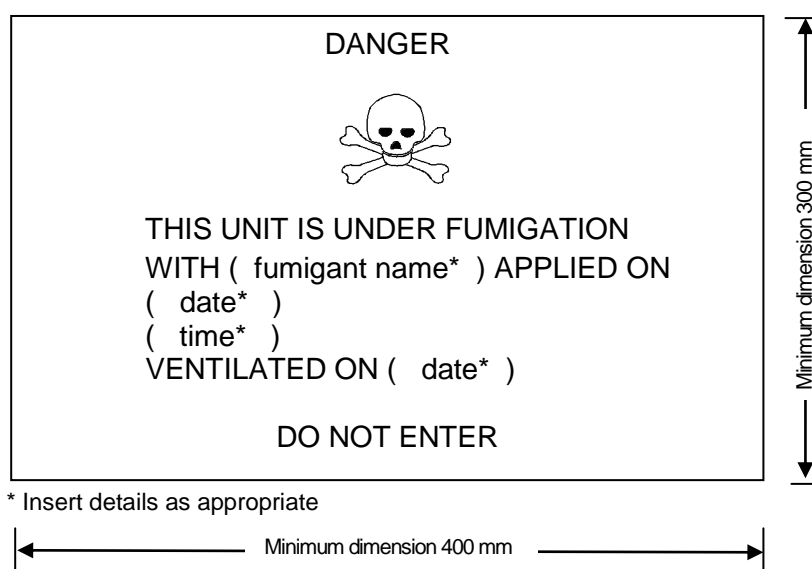 DANGER
THIS UNIT IS UNDER FUMIGATION
WITH ( fumigant name* ) APPLIED ON
( date* )
( time* )
VENTILATED ON ( date* )
DO NOT ENTER
Minimum dimension 300 mm
* Insert details as appropriate
Minimum dimension 400 mm